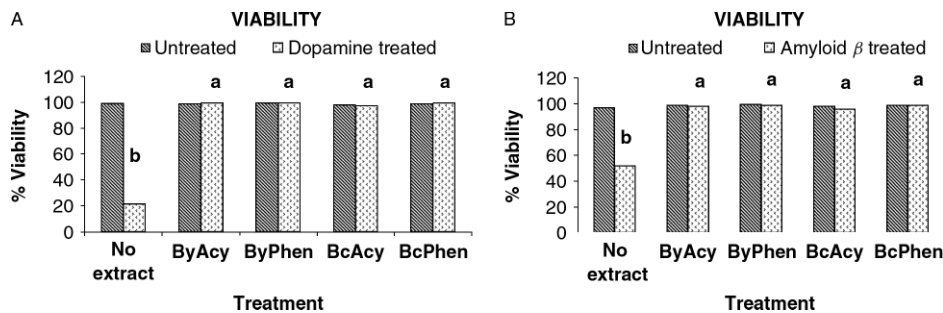 A
VIABILITY
Untreated Dopamine treated
% Viability
120
100
80
60
40
20
0
b
a
a
a
a
No extract
ByAcy
ByPhen
BcAcy
BcPhen
Treatment
B
VIABILITY
Untreated Amyloid β treated
% Viability
120
100
80
60
40
20
0
b
a
a
a
a
No extract
ByAcy
ByPhen
BcAcy
BcPhen
Treatment